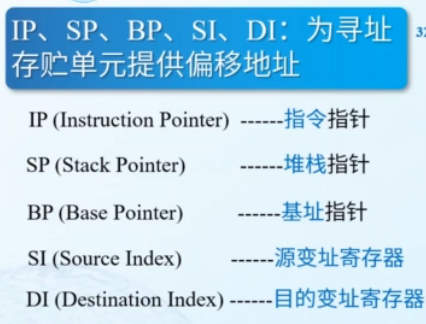 IP、SP、BP、SI、DI：为寻址
存贮单元提供偏移地址
IP (Instruction Pointer) ------指令指针
SP (Stack Pointer) ------堆栈指针
BP (Base Pointer) ------基址指针
SI (Source Index) ------源变址寄存器
DI (Destination Index) ------目的变址寄存器